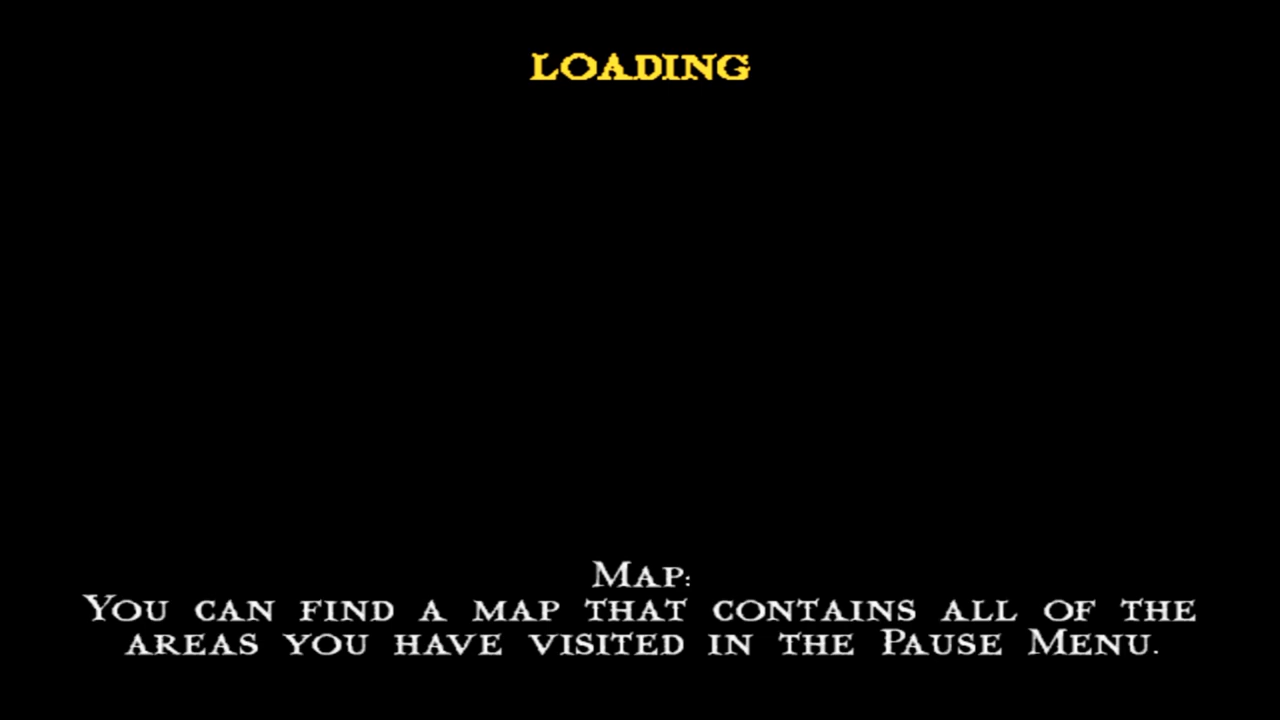 LOADING
MAP:
YOU CAN FIND A MAP THAT CONTAINS ALL OF THE
AREAS YOU HAVE VISITED IN THE PAUSE MENU.